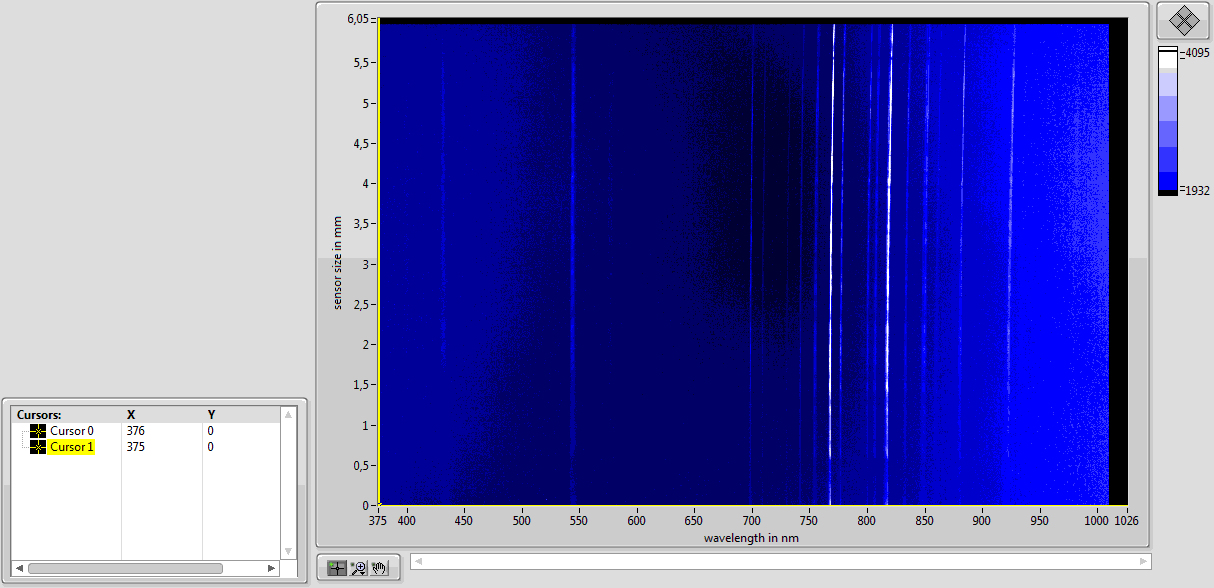 6,05
5,5
5
4,5
4
3,5
3
2,5
2
1,5
1
0,5
0
sensor size in mm
375 400 450 500 550 600 650 700 750 800 850 900 950 1000 1026
wavelength in nm
4095
1932
Cursors: X Y
Cursor 0 376 0
Cursor 1 375 0